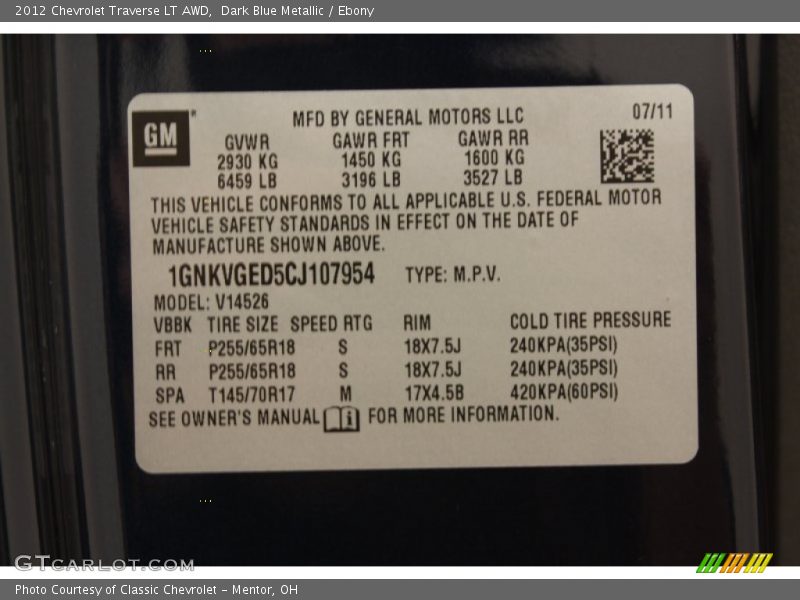 2012 Chevrolet Traverse LT AWD,  Dark Blue Metallic / Ebony
GM
MFD BY GENERAL MOTORS LLC 07/11
GVWR GAWR FRT GAWR RR
2930 KG 1450 KG 1600 KG
6459 LB 3196 LB 3527 LB
THIS VEHICLE CONFORMS TO ALL APPLICABLE U.S. FEDERAL MOTOR
VEHICLE SAFETY STANDARDS IN EFFECT ON THE DATE OF
MANUFACTURE SHOWN ABOVE.
1GNKVGED5CJ107954 TYPE: M.P.V.
MODEL: V14526
VBBK TIRE SIZE SPEED RTG RIM COLD TIRE PRESSURE
FRT P255/65R18 S 18X7.5J 240KPA(35PSI)
RR P255/65R18 S 18X7.5J 240KPA(35PSI)
SPA T145/70R17 M 17X4.5B 420KPA(60PSI)
SEE OWNER'S MANUAL i FOR MORE INFORMATION.
GTCARLOT.COM
Photo Courtesy of Classic Chevrolet - Mentor, OH